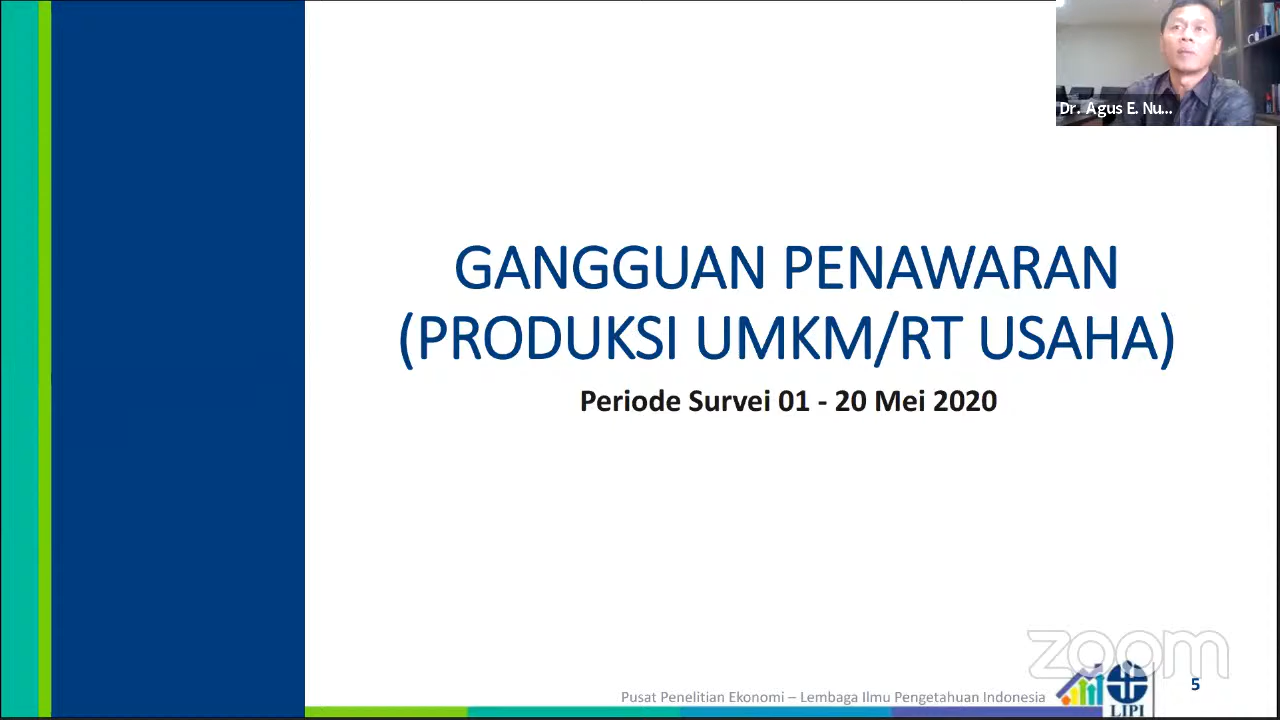 Dr. Agus E. Nu...
GANGGUAN PENAWARAN
(PRODUKSI UMKM/RT USAHA)
Periode Survei 01 - 20 Mei 2020
zoom
Pusat Penelitian Ekonomi – Lembaga Ilmu Pengetahuan Indonesia
LIPI
5